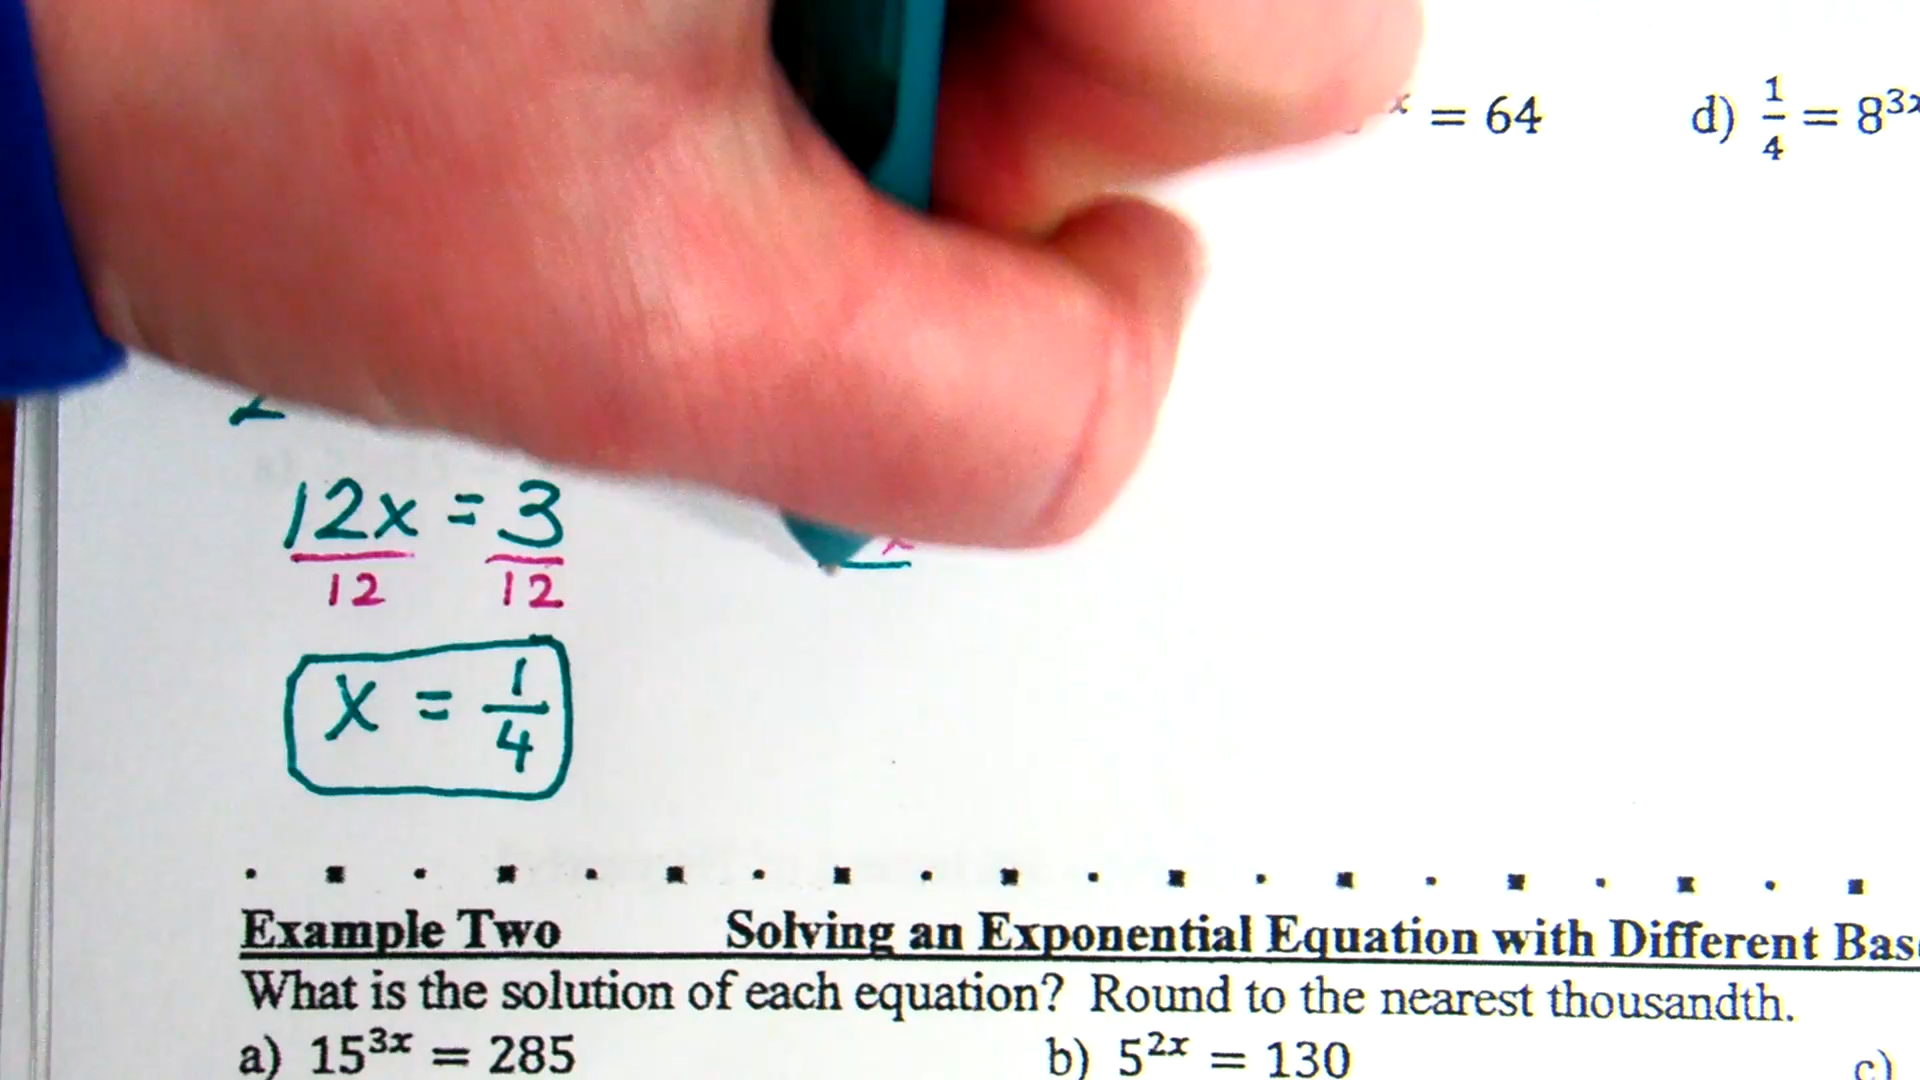 x = 64
d) 1/4 = 8^3x
12x = 3
12 12
x = 1/4
Example Two Solving an Exponential Equation with Different
What is the solution of each equation? Round to the nearest thousandth.
a) 15^3x = 285
b) 5^2x = 130
c)